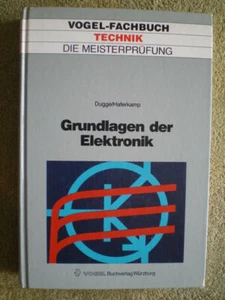 VOGEL-FACHBUCH
TECHNIK
DIE MEISTERPRÜFUNG
Dugge/Haferkamp
Grundlagen der
Elektronik
VOGEL Buchverlag Würzburg